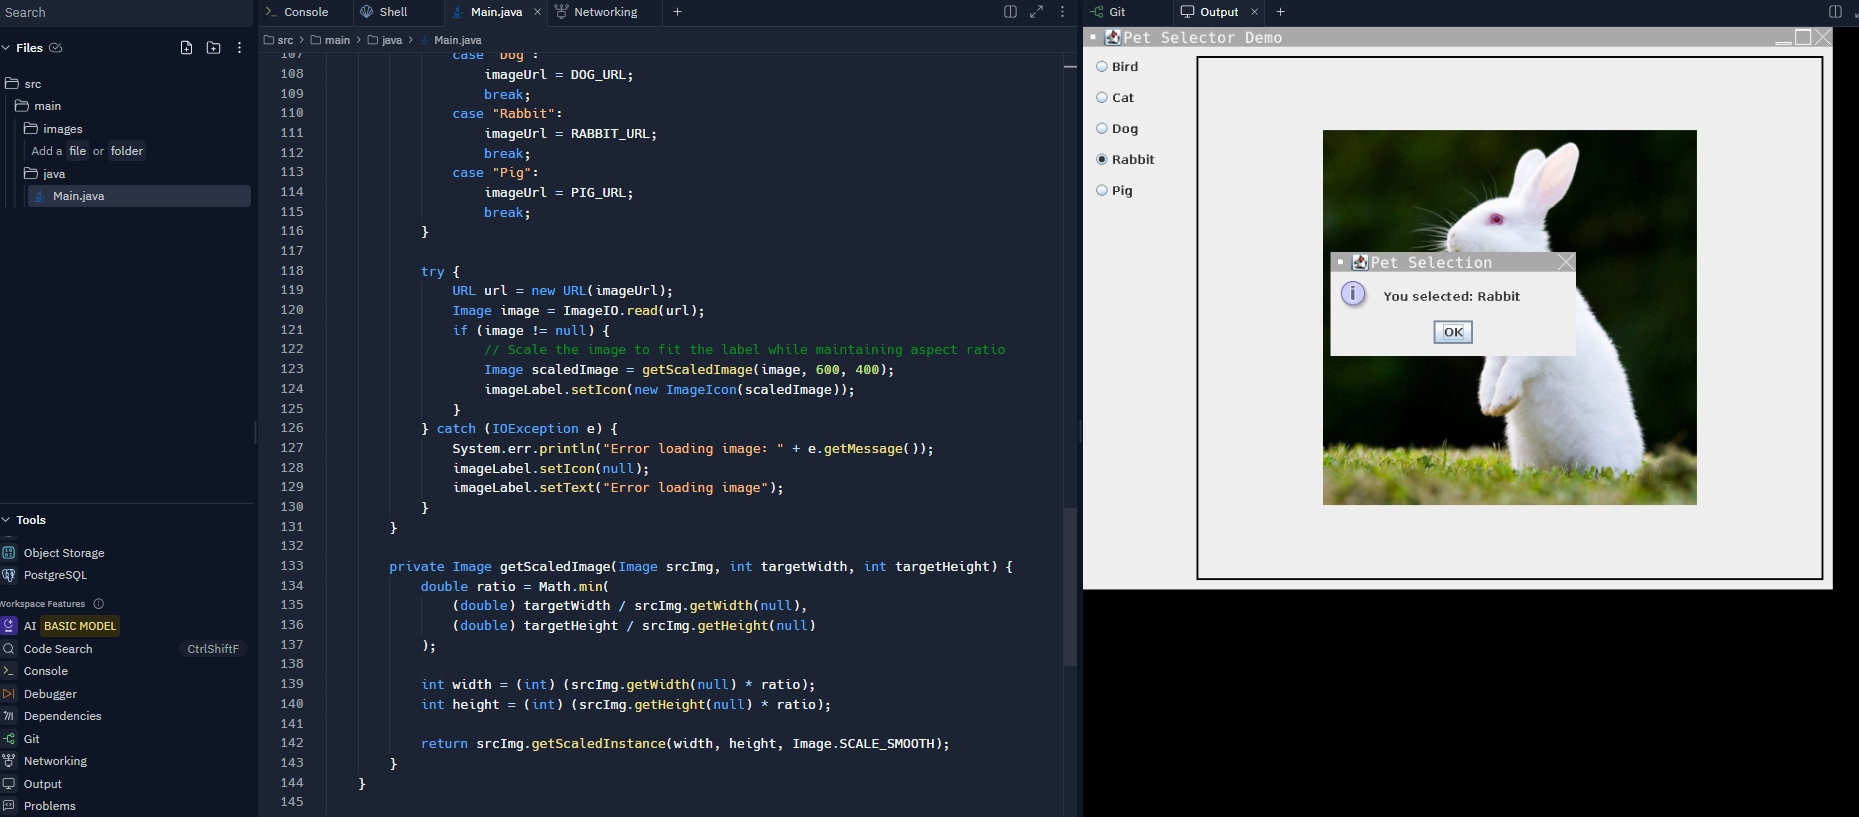 Search
Files
src
main
images
Add a file or folder
java
Main.java
Tools
Object Storage
PostgreSQL
Workspace Features
AI BASIC MODEL
Code Search CtrlShiftF
Console
Debugger
Dependencies
Git
Networking
Output
Problems
Console Shell Main.java Networking
src > main > java > Main.java
107 case "Dog":
108 imageUrl = DOG_URL;
109 break;
110 case "Rabbit":
111 imageUrl = RABBIT_URL;
112 break;
113 case "Pig":
114 imageUrl = PIG_URL;
115 break;
116 }
117
118 try {
119 URL url = new URL(imageUrl);
120 Image image = ImageIO.read(url);
121 if (image != null) {
122 // Scale the image to fit the label while maintaining aspect ratio
123 Image scaledImage = getScaledImage(image, 600, 400);
124 imageLabel.setIcon(new ImageIcon(scaledImage));
125 }
126 } catch (IOException e) {
127 System.err.println("Error loading image: " + e.getMessage());
128 imageLabel.setIcon(null);
129 imageLabel.setText("Error loading image");
130 }
131 }
132
133 private Image getScaledImage(Image srcImg, int targetWidth, int targetHeight) {
134 double ratio = Math.min(
135 (double) targetWidth / srcImg.getWidth(null),
136 (double) targetHeight / srcImg.getHeight(null)
137 );
138
139 int width = (int) (srcImg.getWidth(null) * ratio);
140 int height = (int) (srcImg.getHeight(null) * ratio);
141
142 return srcImg.getScaledInstance(width, height, Image.SCALE_SMOOTH);
143 }
144 }
145
Git Output
Pet Selector Demo
Bird
Cat
Dog
Rabbit
Pig
Pet Selection
You selected: Rabbit
OK